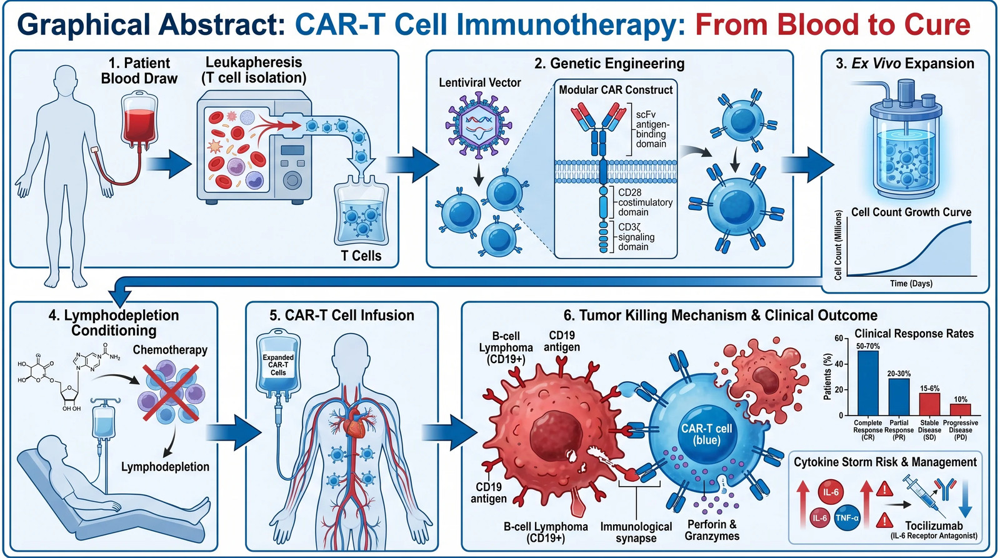 Graphical Abstract: CAR-T Cell Immunotherapy: From Blood to Cure
1. Patient
Blood Draw
Leukapheresis
(T cell isolation)
T Cells
2. Genetic Engineering
Lentiviral Vector
Modular CAR Construct
scFv
antigen-
binding
domain
CD28
costimulatory
domain
CD3ζ
signaling
domain
3. Ex Vivo Expansion
Cell Count Growth Curve
Cell Count (Millions)
Time (Days)
4. Lymphodepletion
Conditioning
Chemotherapy
HO
O
HO
O
O
O
N
N
N
N
NH₂
O
OH OH
Lymphodepletion
5. CAR-T Cell Infusion
Expanded
CAR-T
Cells
6. Tumor Killing Mechanism & Clinical Outcome
B-cell
Lymphoma
(CD19+)
CD19
antigen
CAR-T cell
(blue)
CD19
antigen
B-cell Lymphoma
(CD19+)
Immunological
synapse
Perforin &
Granzymes
Clinical Response Rates
Patients (%)
60
40
20
0
50-70%
20-30%
15-6%
10%
Complete
Response
(CR)
Partial
Response
(PR)
Stable
Disease
(SD)
Progressive
Disease
(PD)
Cytokine Storm Risk & Management
IL-6
IL-6
TNF-α
!
!
Tocilizumab
(IL-6 Receptor Antagonist)